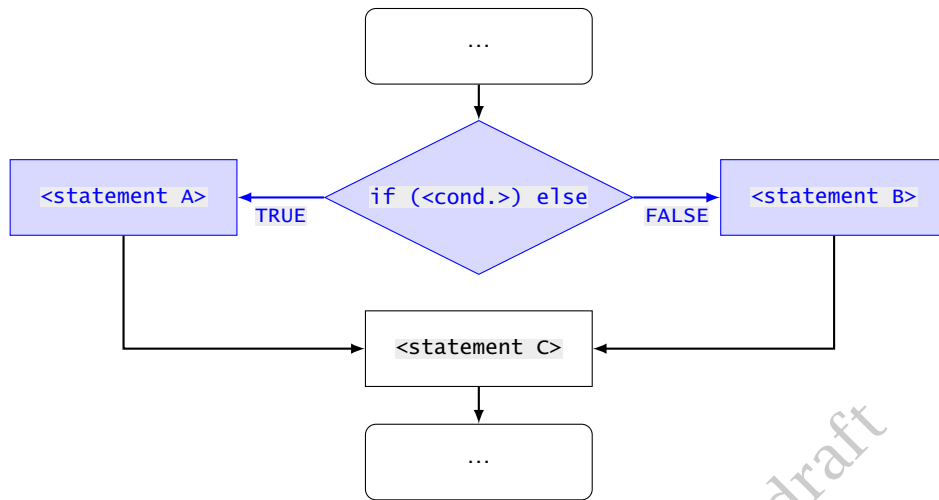 ...
<statement A>
if (<cond.>) else
<statement B>
TRUE
FALSE
<statement C>
...
draft